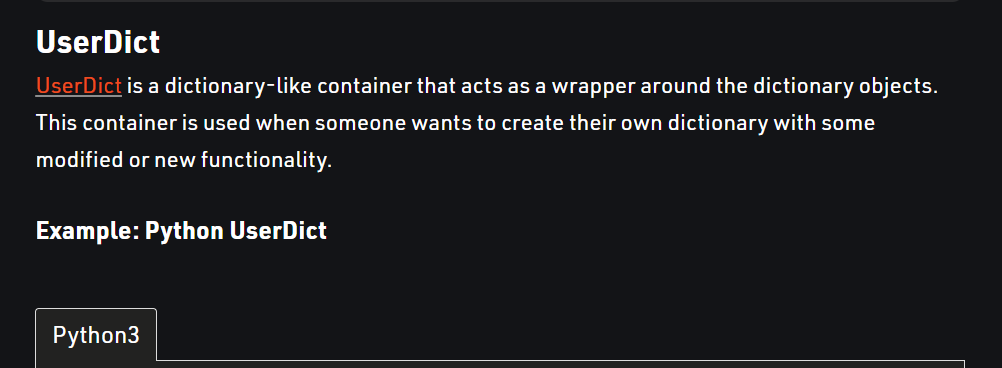 UserDict
UserDict is a dictionary-like container that acts as a wrapper around the dictionary objects.
This container is used when someone wants to create their own dictionary with some
modified or new functionality.
Example: Python UserDict
Python3